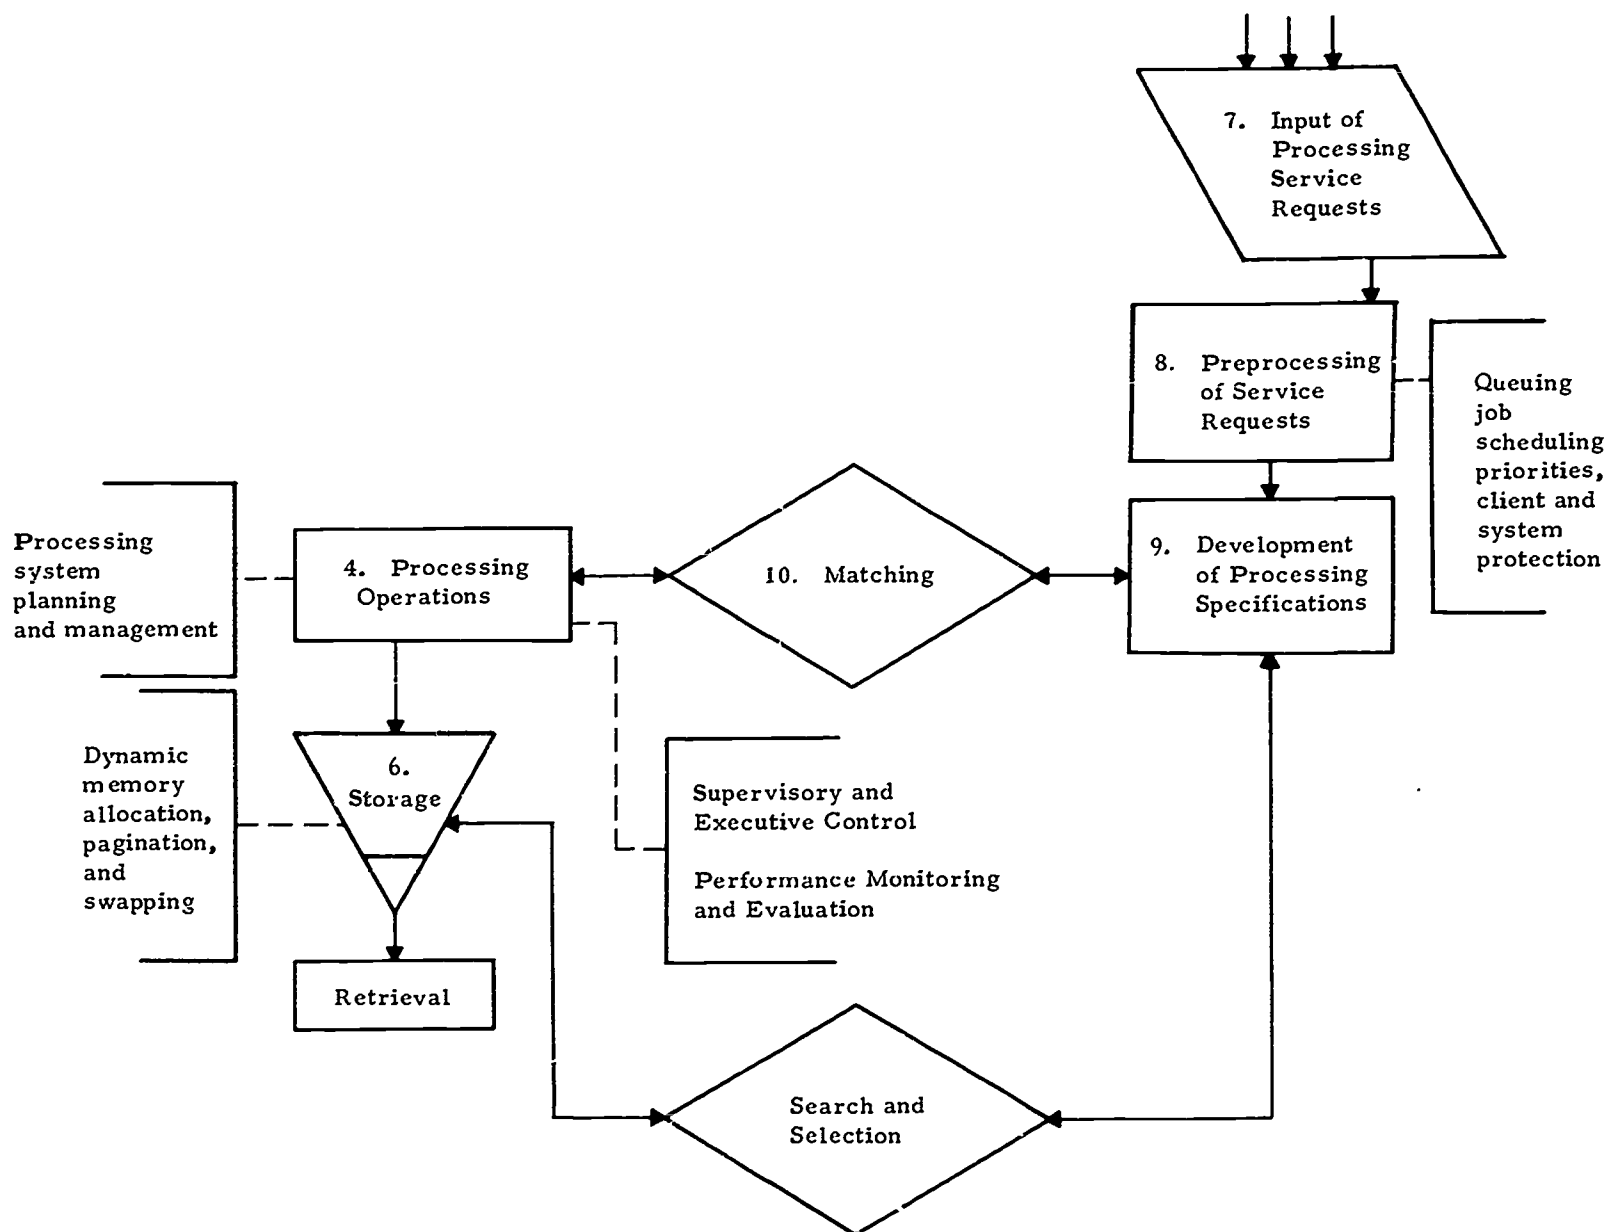 7. Input of
Processing
Service
Requests
8. Preprocessing
of Service
Requests
Queuing
job
scheduling
priorities,
client and
system
protection
9. Development
of Processing
Specifications
10. Matching
4. Processing
Operations
Processing
system
planning
and management
6.
Storage
Dynamic
memory
allocation,
pagination,
and
swapping
Supervisory and
Executive Control
Performance Monitoring
and Evaluation
Retrieval
Search and
Selection